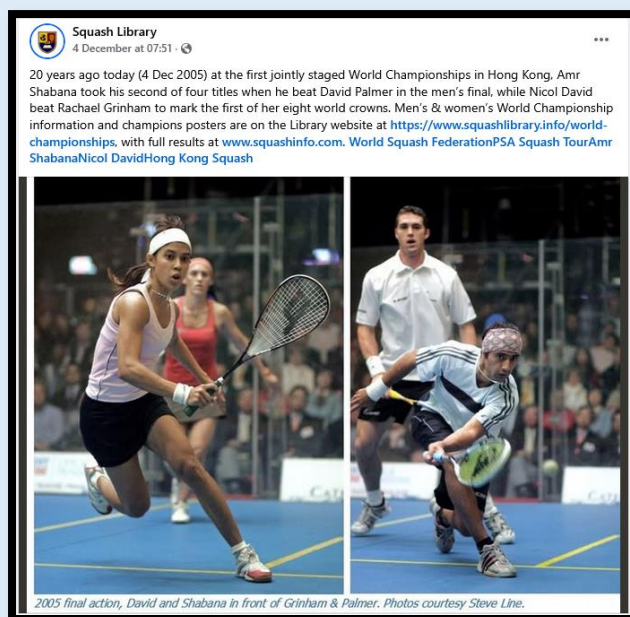 Squash Library
4 December at 07:51 ·
20 years ago today (4 Dec 2005) at the first jointly staged World Championships in Hong Kong, Amr
Shabana took his second of four titles when he beat David Palmer in the men's final, while Nicol David
beat Rachael Grinham to mark the first of her eight world crowns. Men's & women's World Championship
information and champions posters are on the Library website at https://www.squashlibrary.info/world-
championships, with full results at www.squashinfo.com. World Squash FederationPSA Squash TourAmr
ShabanaNicol DavidHong Kong Squash
2005 final action, David and Shabana in front of Grinham & Palmer. Photos courtesy Steve Line.